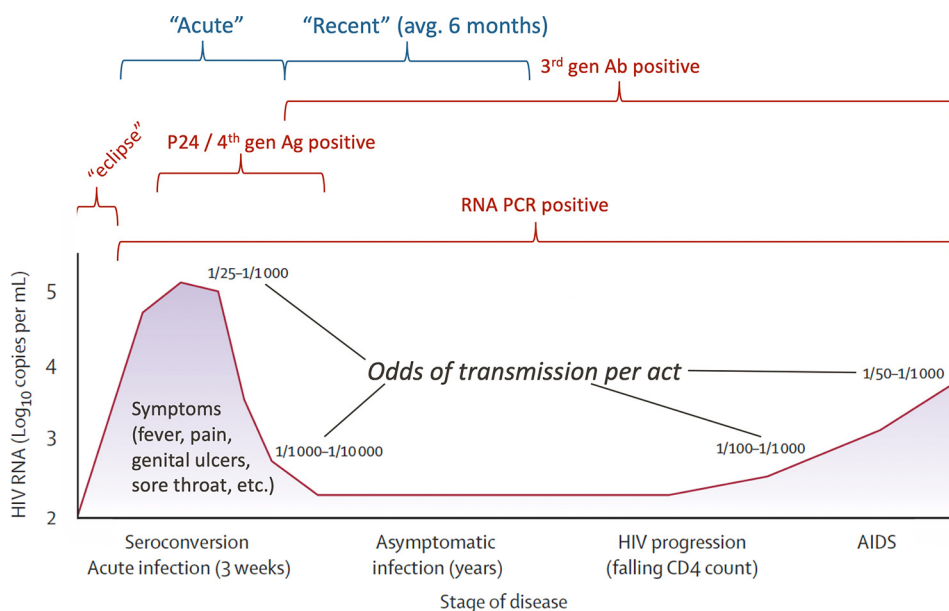 “Acute”
“Recent” (avg. 6 months)
3rd gen Ab positive
“eclipse”
P24 / 4th gen Ag positive
RNA PCR positive
HIV RNA (Log10 copies per mL)
5
4
3
2
1/25–1/1000
Odds of transmission per act
1/50–1/1000
Symptoms
(fever, pain,
genital ulcers,
sore throat, etc.)
1/1000–1/10000
1/100–1/1000
Seroconversion
Acute infection (3 weeks)
Asymptomatic
infection (years)
HIV progression
(falling CD4 count)
AIDS
Stage of disease